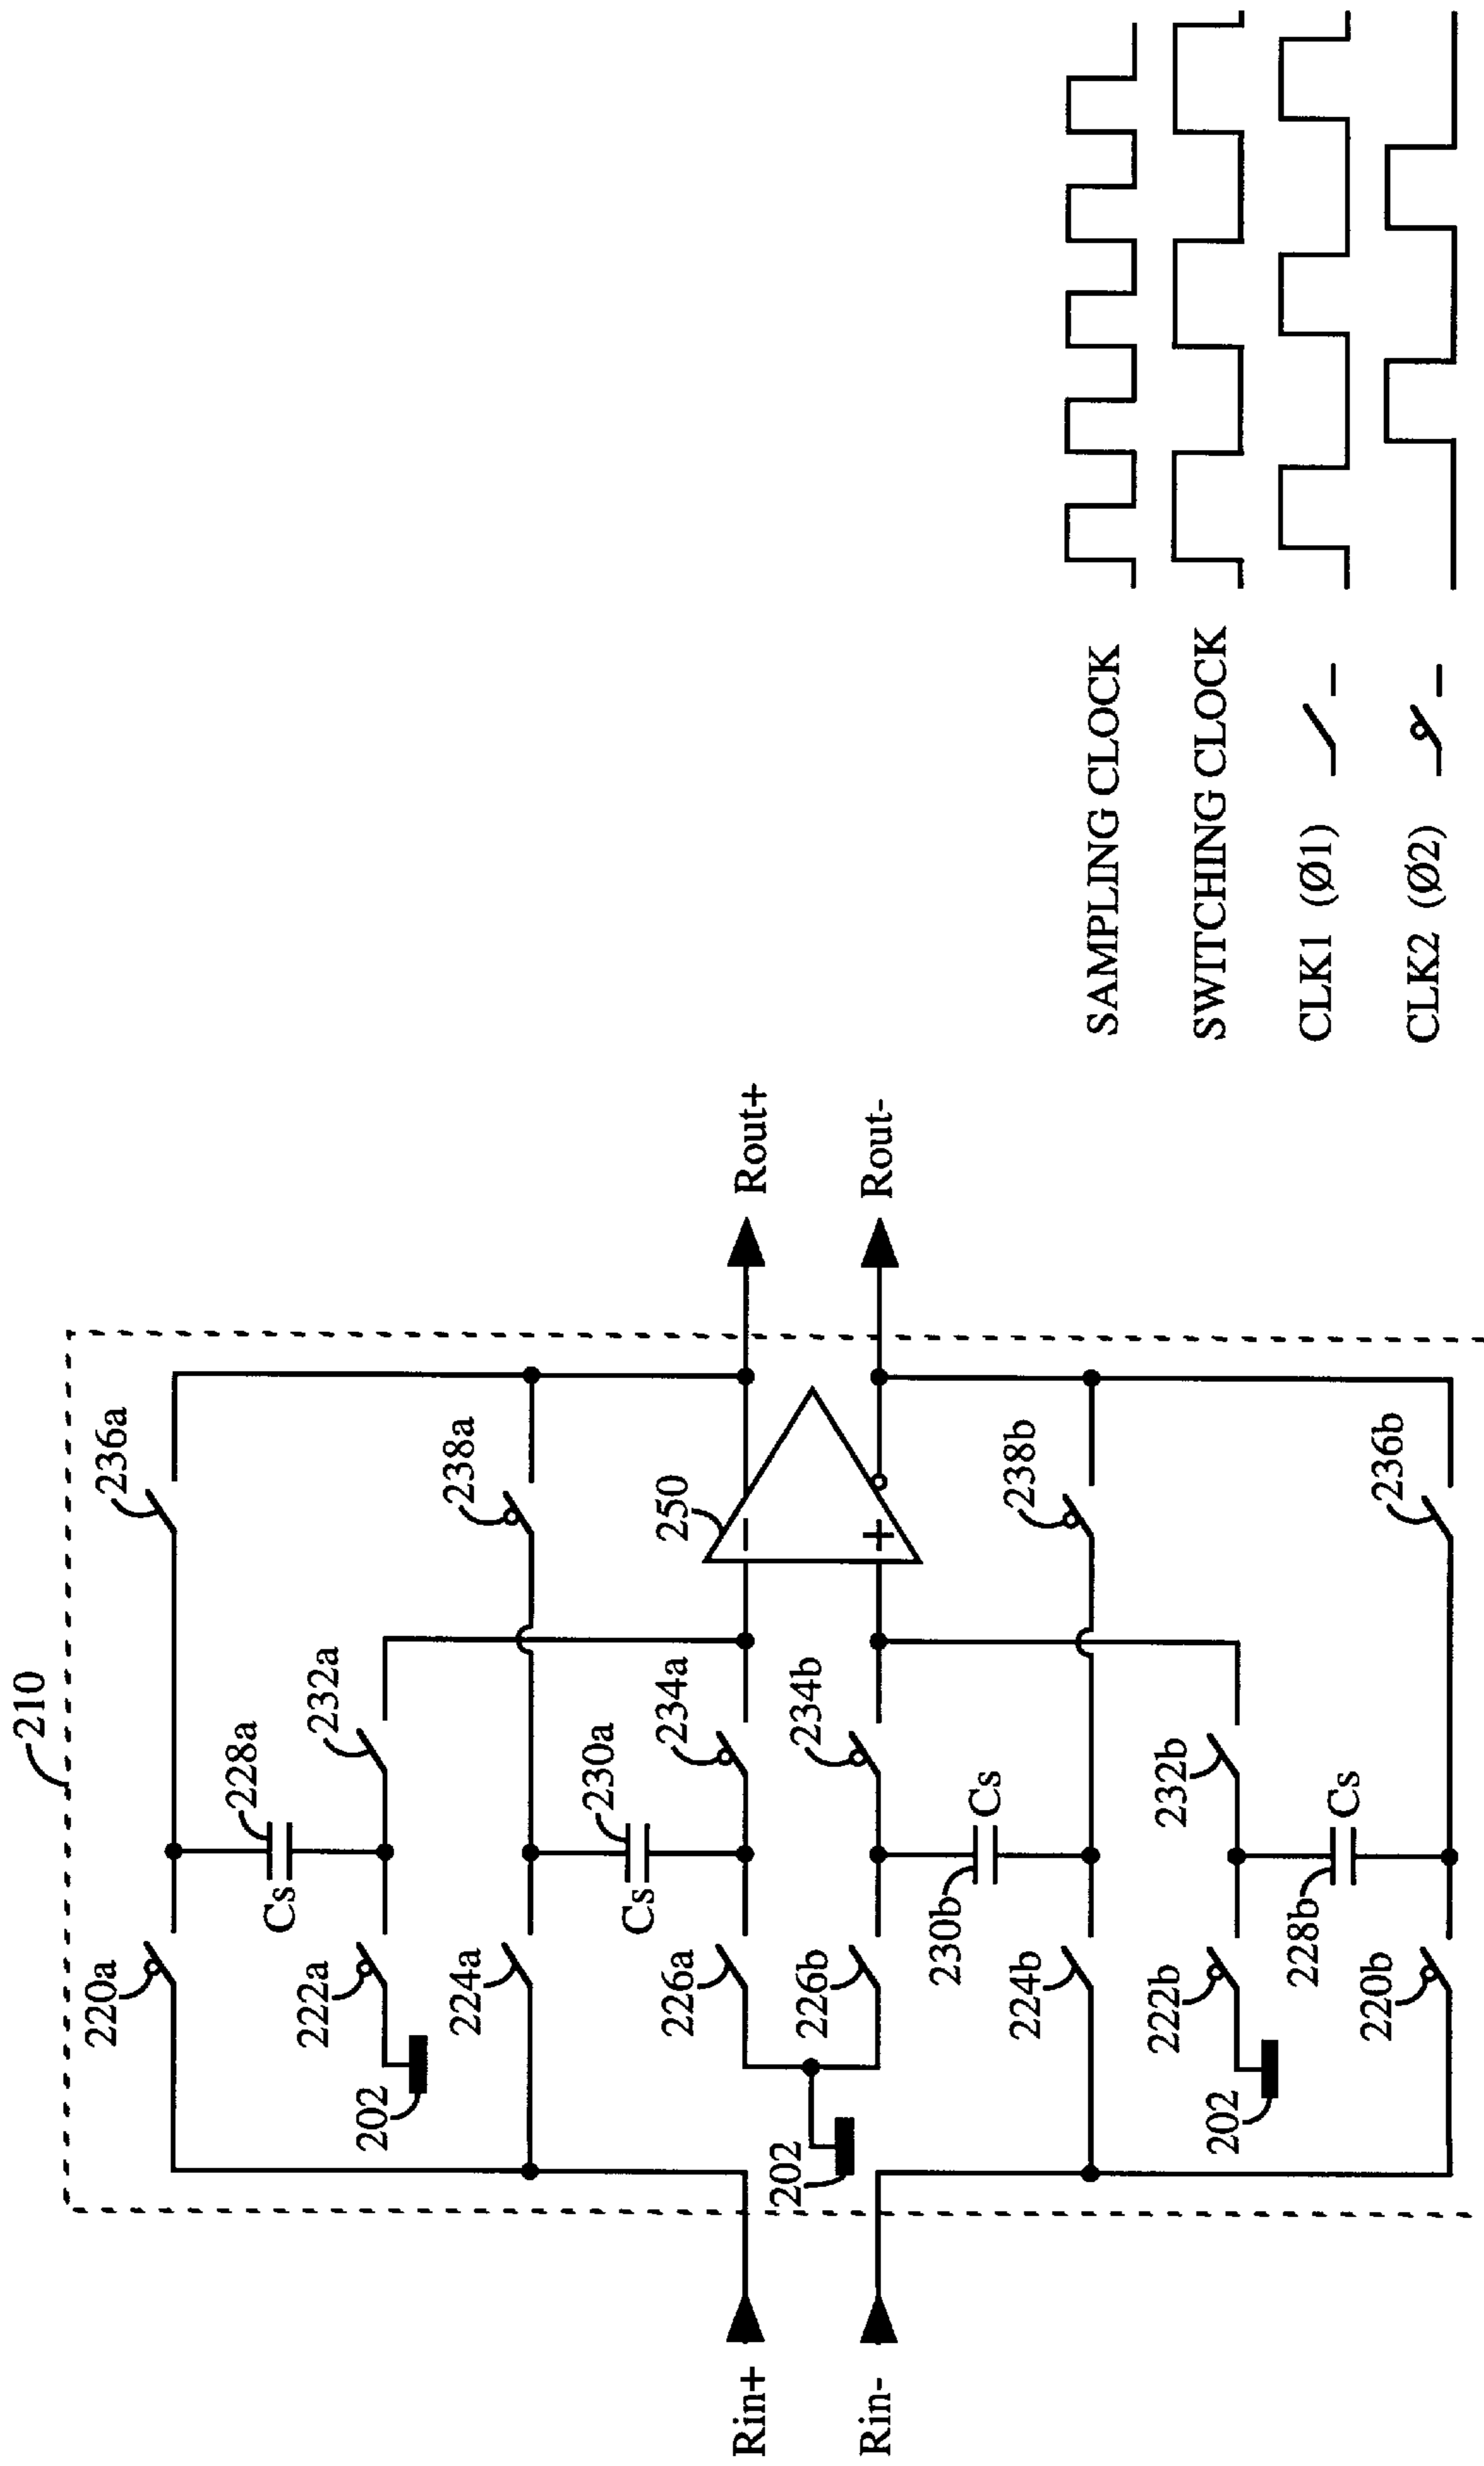 210
236a
220a
228a
Cs
222a
232a
202
238a
224a
230a
Cs
226a
234a
250
Rin+
Rout+
202
Rin-
Rout-
226b
234b
230b
Cs
224b
238b
222b
232b
202
228b
Cs
220b
236b
SAMPLING CLOCK
SWITCHING CLOCK
CLK1 (Ø1)
CLK2 (Ø2)